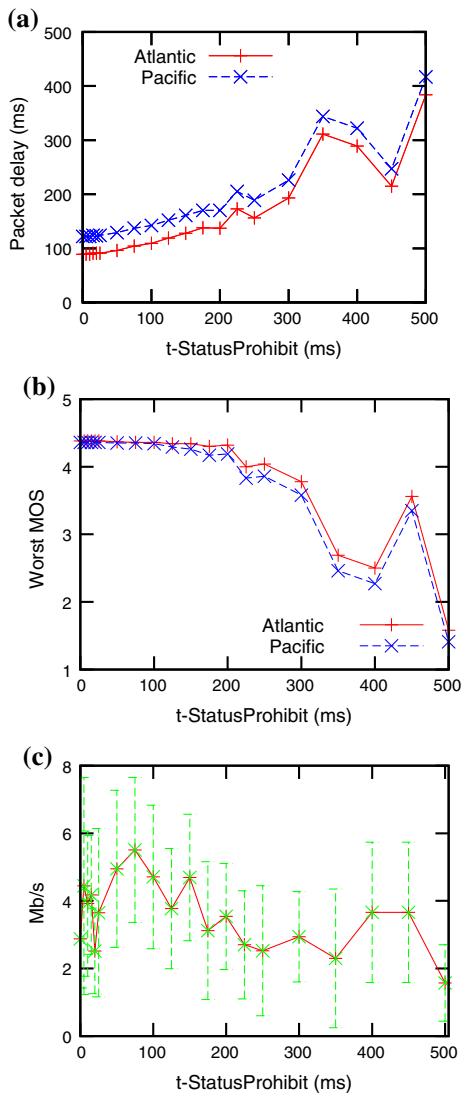 (a)
500
400
300
200
100
0
Packet delay (ms)
Atlantic
Pacific
0 100 200 300 400 500
t-StatusProhibit (ms)
(b)
5
4
3
2
1
Worst MOS
Atlantic
Pacific
0 100 200 300 400 500
t-StatusProhibit (ms)
(c)
8
6
4
2
0
Mb/s
0 100 200 300 400 500
t-StatusProhibit (ms)